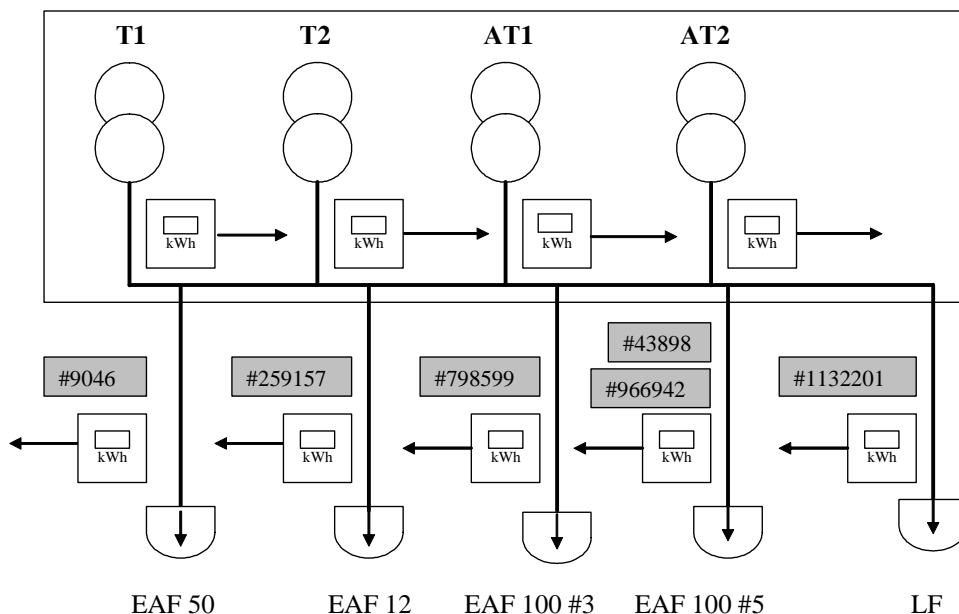 T1 T2 AT1 AT2
kWh kWh kWh kWh
#43898
#9046 #259157 #798599 #966942 #1132201
kWh kWh kWh kWh kWh
EAF 50 EAF 12 EAF 100 #3 EAF 100 #5 LF